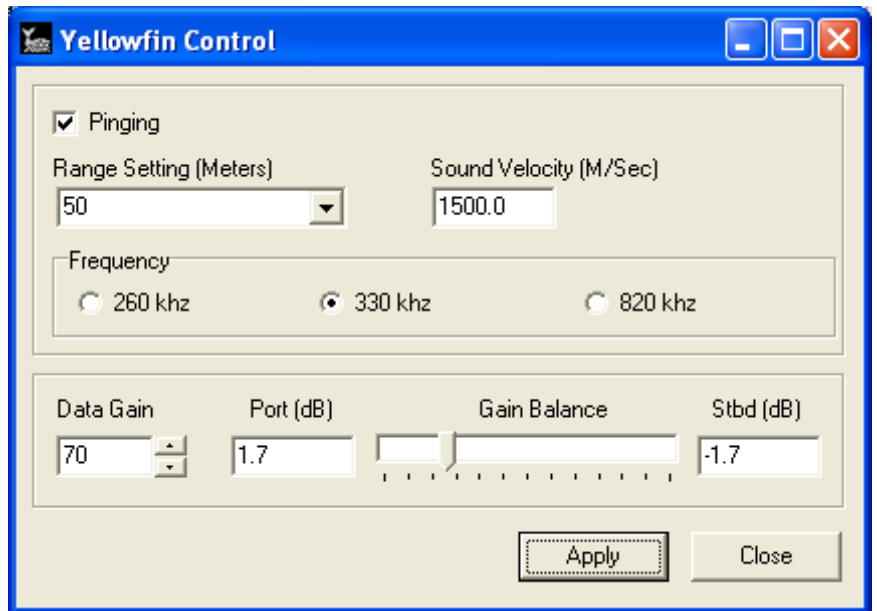 Yellowfin Control
Pinging
Range Setting (Meters) Sound Velocity (M/Sec)
50 1500.0
Frequency
260 khz 330 khz 820 khz
Data Gain Port (dB) Gain Balance Stbd (dB)
70 1.7 -1.7
Apply Close